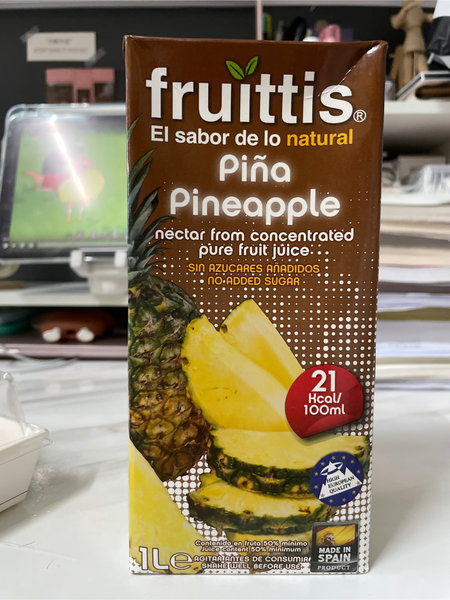 fruittis®
El sabor de lo natural
Piña
Pineapple
nectar from concentrated
pure fruit juice
SIN AZUCARES AÑADIDOS
NO ADDED SUGAR
21
Kcal/
100ml
HIGH
EUROPEAN
QUALITY
Contenido en fruta 50% mínimo
Juice content 50% minimum
1L e
AGITAR ANTES DE CONSUMIR
SHAKE WELL BEFORE USE
MADE IN
SPAIN
PRODUCT